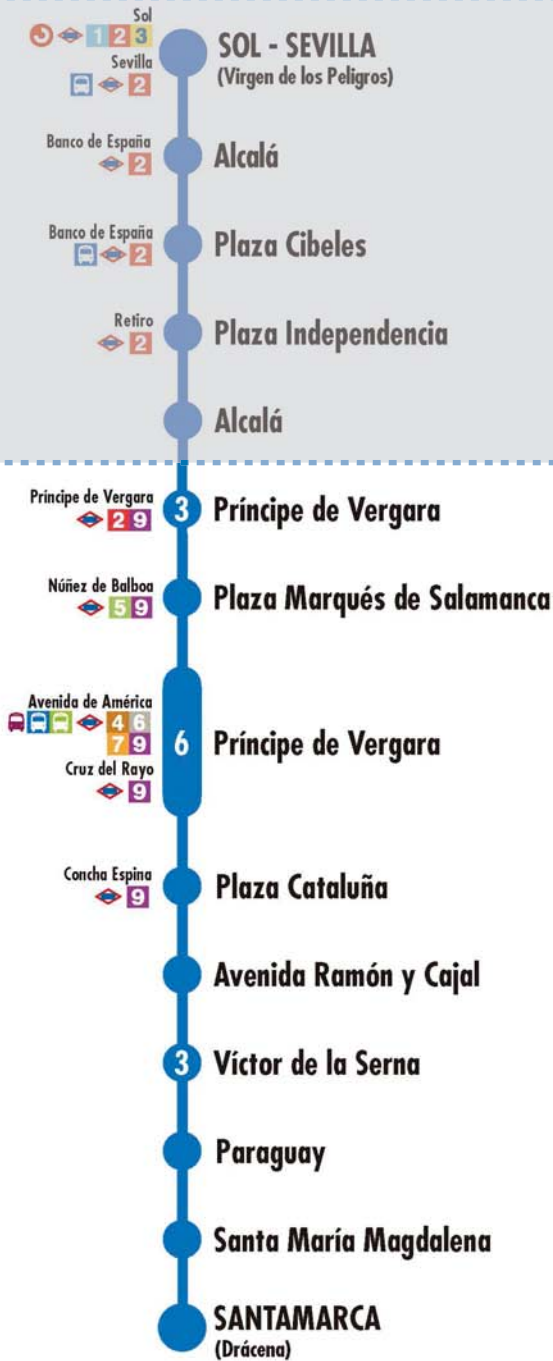 Sol
1 2 3
SOL - SEVILLA
(Virgen de los Peligros)
Sevilla
2
Banco de España
2
Alcalá
Banco de España
2
Plaza Cibeles
Retiro
2
Plaza Independencia
Alcalá
Príncipe de Vergara
2 9
3
Príncipe de Vergara
Núñez de Balboa
5 9
Plaza Marqués de Salamanca
Avenida de América
4 6
7 9
6
Príncipe de Vergara
Cruz del Rayo
9
Concha Espina
9
Plaza Cataluña
Avenida Ramón y Cajal
3
Víctor de la Serna
Paraguay
Santa María Magdalena
SANTAMARCA
(Drácena)